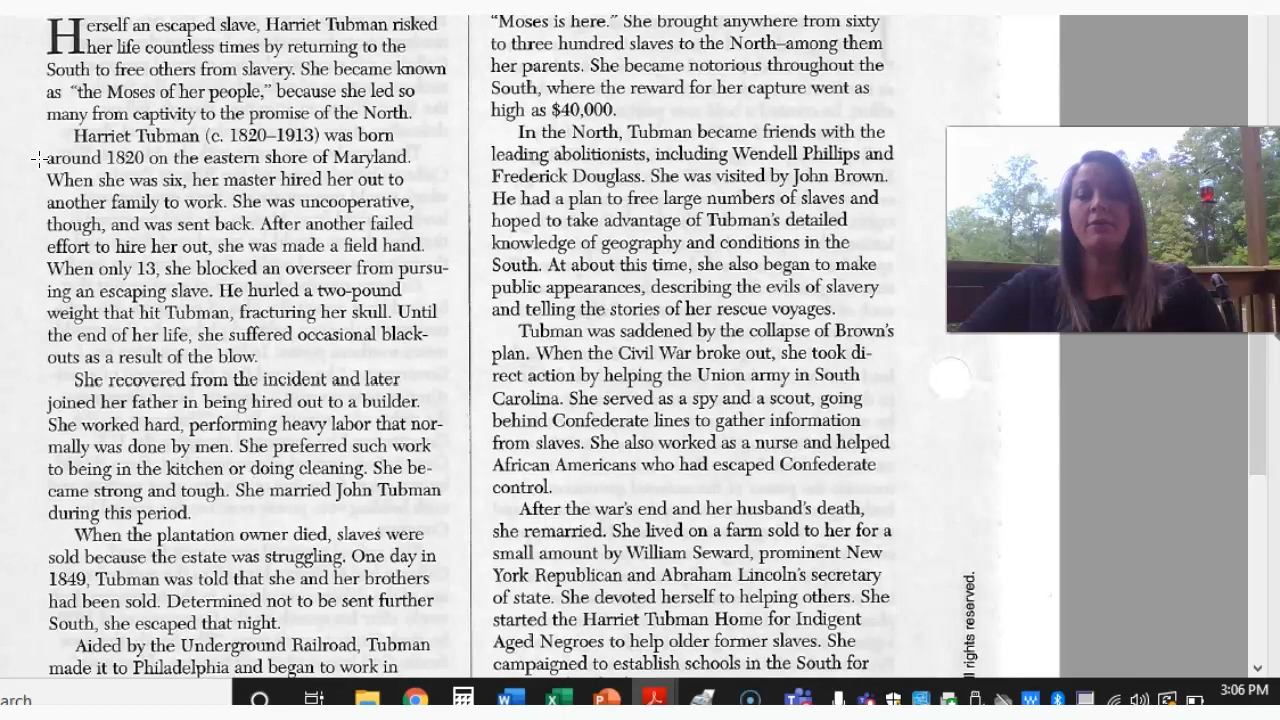 Herself an escaped slave, Harriet Tubman risked
her life countless times by returning to the
South to free others from slavery. She became known
as “the Moses of her people,” because she led so
many from captivity to the promise of the North.
Harriet Tubman (c. 1820–1913) was born
around 1820 on the eastern shore of Maryland.
When she was six, her master hired her out to
another family to work. She was uncooperative,
though, and was sent back. After another failed
effort to hire her out, she was made a field hand.
When only 13, she blocked an overseer from pursu-
ing an escaping slave. He hurled a two-pound
weight that hit Tubman, fracturing her skull. Until
the end of her life, she suffered occasional black-
outs as a result of the blow.
She recovered from the incident and later
joined her father in being hired out to a builder.
She worked hard, performing heavy labor that nor-
mally was done by men. She preferred such work
to being in the kitchen or doing cleaning. She be-
came strong and tough. She married John Tubman
during this period.
When the plantation owner died, slaves were
sold because the estate was struggling. One day in
1849, Tubman was told that she and her brothers
had been sold. Determined not to be sent further
South, she escaped that night.
Aided by the Underground Railroad, Tubman
made it to Philadelphia and began to work in
“Moses is here.” She brought anywhere from sixty
to three hundred slaves to the North–among them
her parents. She became notorious throughout the
South, where the reward for her capture went as
high as $40,000.
In the North, Tubman became friends with the
leading abolitionists, including Wendell Phillips and
Frederick Douglass. She was visited by John Brown.
He had a plan to free large numbers of slaves and
hoped to take advantage of Tubman’s detailed
knowledge of geography and conditions in the
South. At about this time, she also began to make
public appearances, describing the evils of slavery
and telling the stories of her rescue voyages.
Tubman was saddened by the collapse of Brown’s
plan. When the Civil War broke out, she took di-
rect action by helping the Union army in South
Carolina. She served as a spy and a scout, going
behind Confederate lines to gather information
from slaves. She also worked as a nurse and helped
African Americans who had escaped Confederate
control.
After the war’s end and her husband’s death,
she remarried. She lived on a farm sold to her for a
small amount by William Seward, prominent New
York Republican and Abraham Lincoln’s secretary
of state. She devoted herself to helping others. She
started the Harriet Tubman Home for Indigent
Aged Negroes to help older former slaves. She
campaigned to establish schools in the South for
rights reserved.
arch
3:06 PM